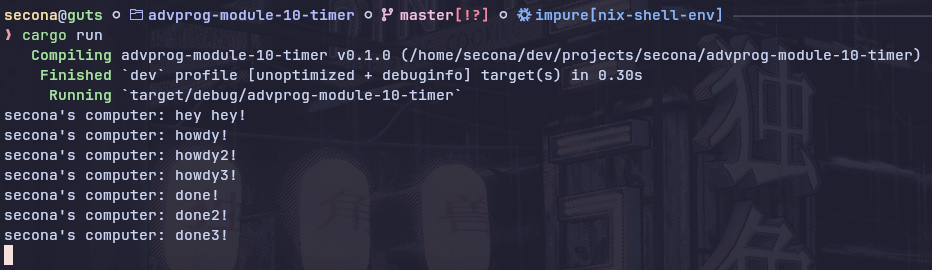 secona@guts advprog-module-10-timer master[!?] impure[nix-shell-env]
cargo run
Compiling advprog-module-10-timer v0.1.0 (/home/secona/dev/projects/secona/advprog-module-10-timer)
Finished `dev` profile [unoptimized + debuginfo] target(s) in 0.30s
Running `target/debug/advprog-module-10-timer`
secona's computer: hey hey!
secona's computer: howdy!
secona's computer: howdy2!
secona's computer: howdy3!
secona's computer: done!
secona's computer: done2!
secona's computer: done3!
独
角